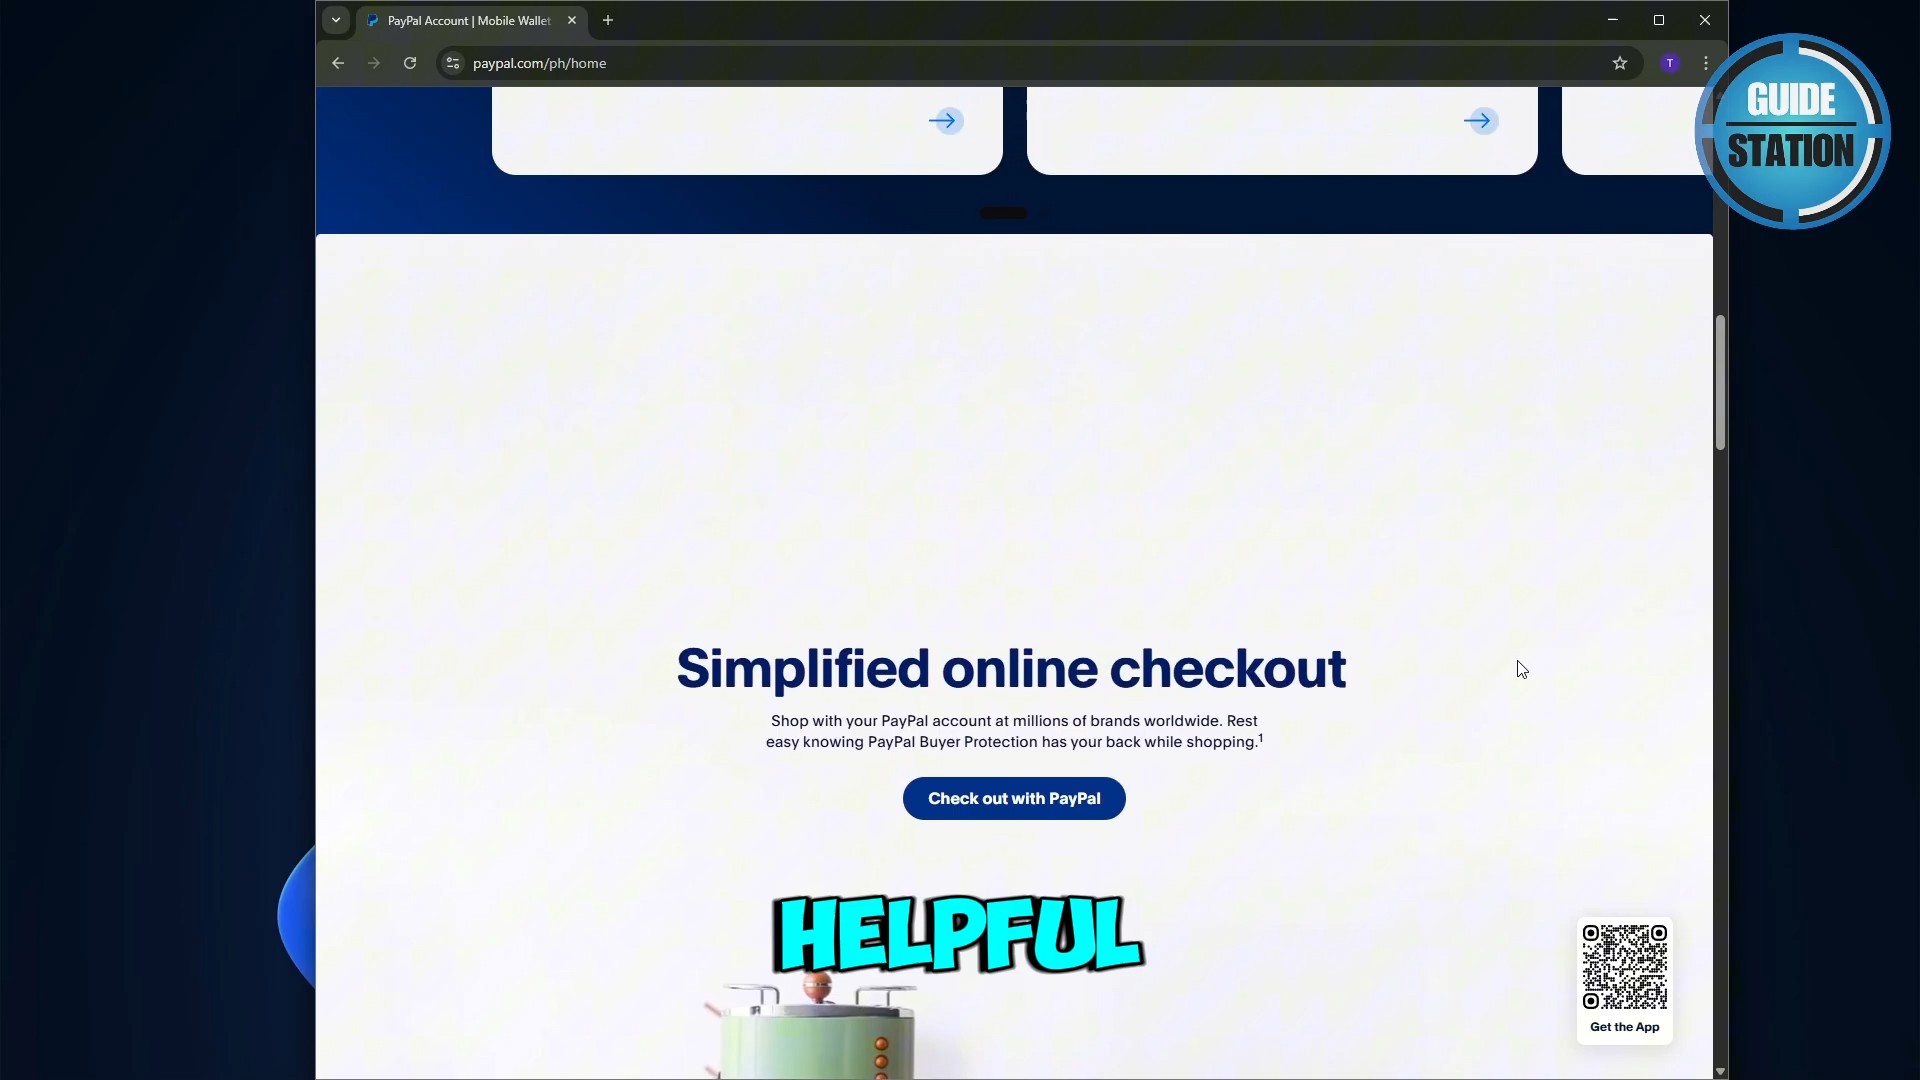 PayPal Account | Mobile Wallet
paypal.com/ph/home
T
GUIDE
STATION
Simplified online checkout
Shop with your PayPal account at millions of brands worldwide. Rest
easy knowing PayPal Buyer Protection has your back while shopping.1
Check out with PayPal
HELPFUL
Get the App